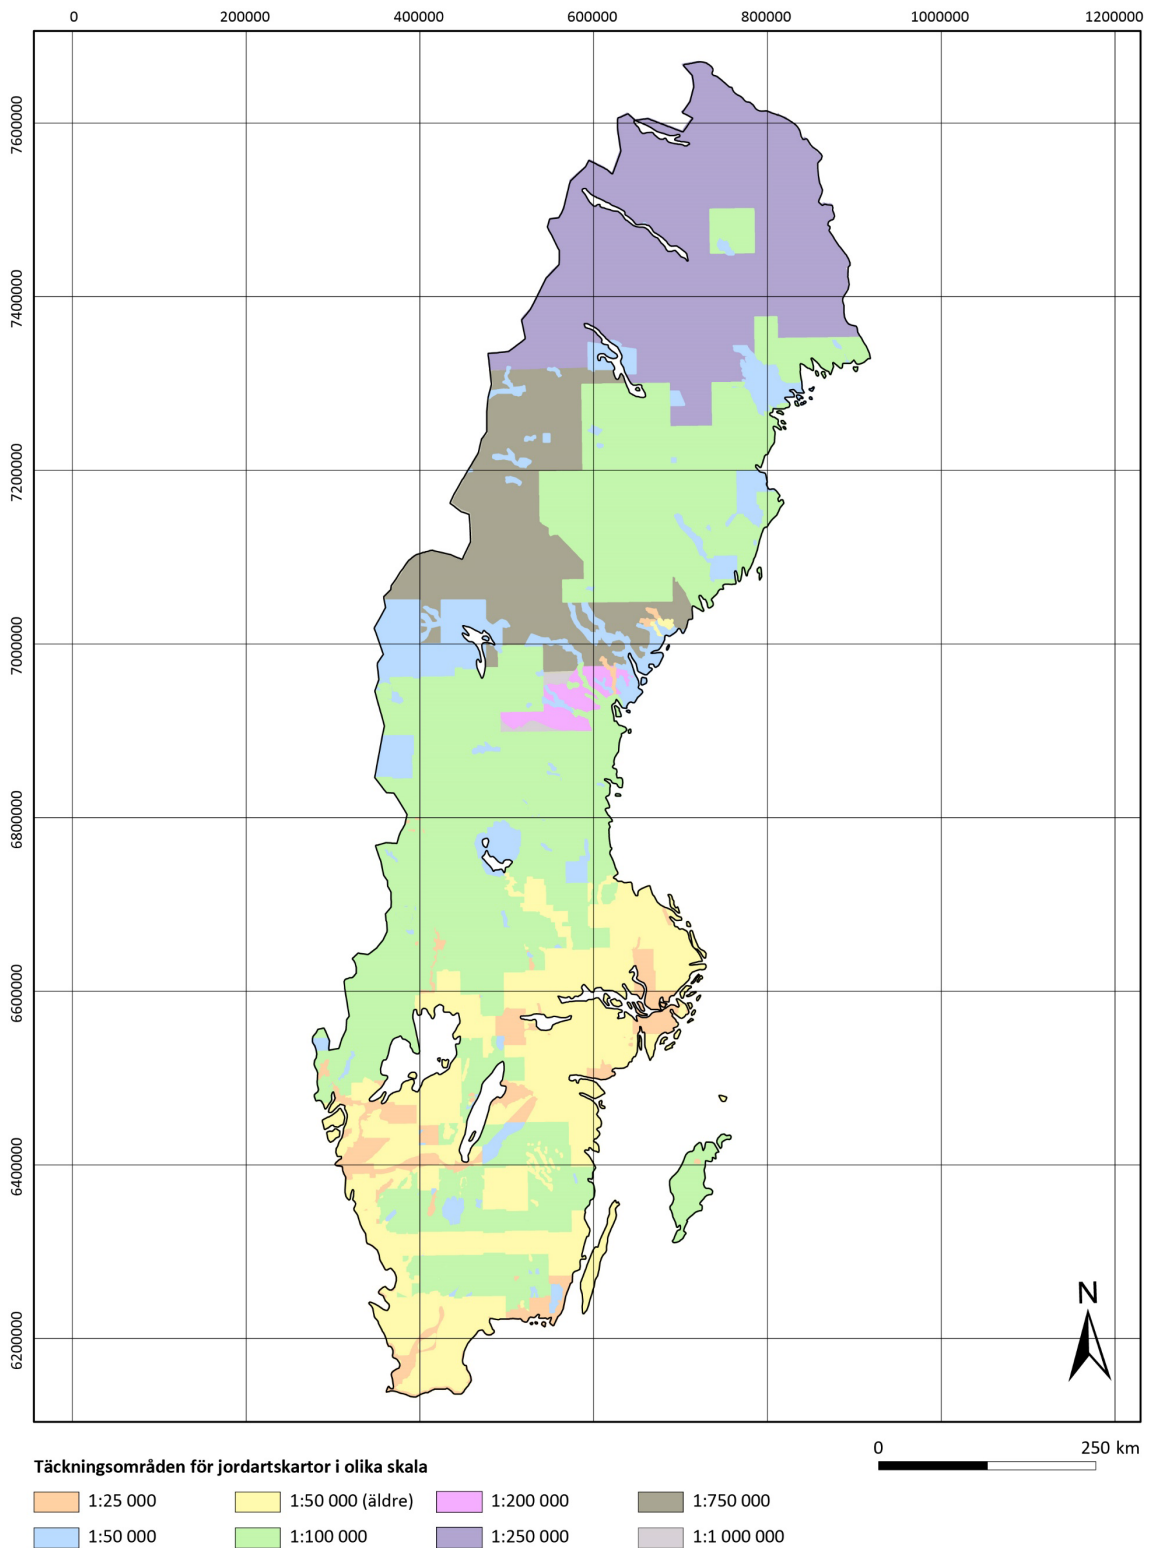 0 200000 400000 600000 800000 1000000 1200000
7600000
7400000
7200000
7000000
6800000
6600000
6400000
6200000
N
0 250 km
Täckningsområden för jordartskartor i olika skala
1:25 000 1:50 000 (äldre) 1:200 000 1:750 000
1:50 000 1:100 000 1:250 000 1:1 000 000